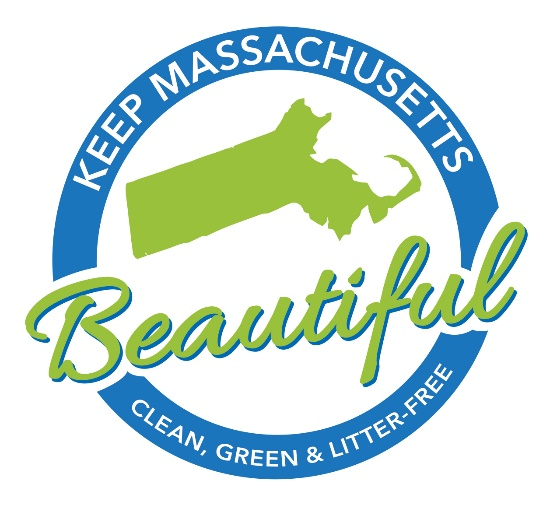 KEEP MASSACHUSETTS
Beautiful
CLEAN, GREEN & LITTER-FREE